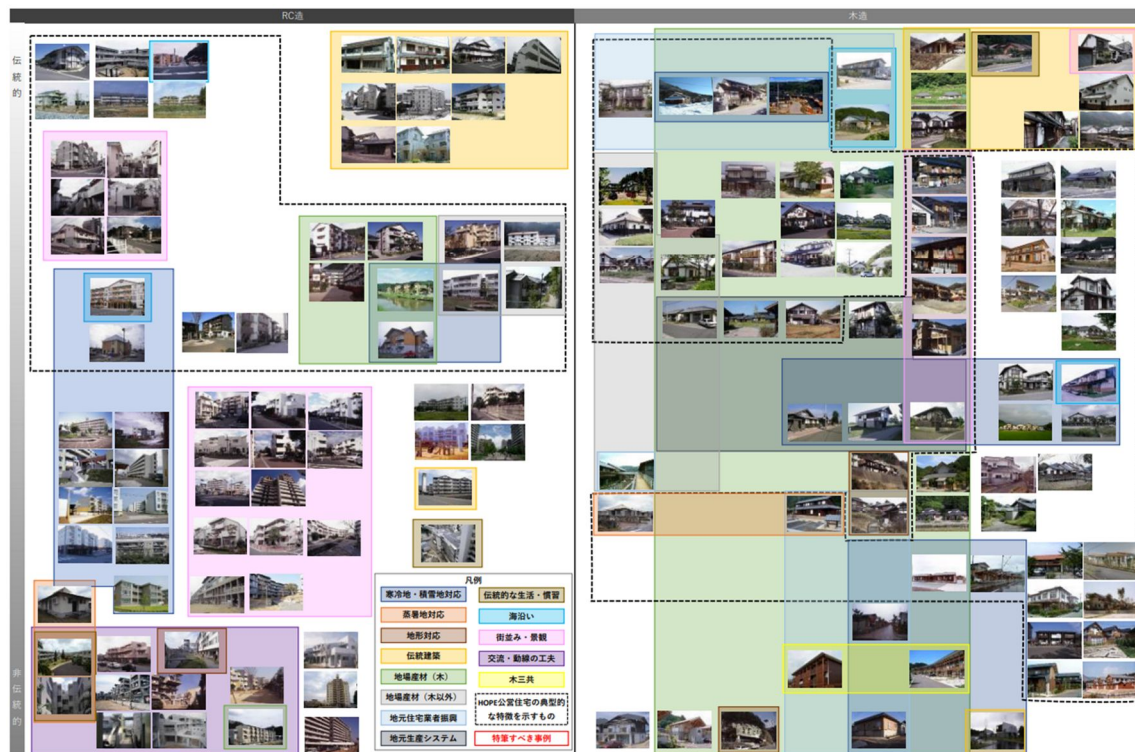 RC造
木造
伝統的
非伝統的
凡例
寒冷地・積雪地対応
伝統的な生活・慣習
蒸暑地対応
海沿い
地形対応
街並み・景観
伝統建築
交流・動線の工夫
地場産材（木）
木三共
地場産材（木以外）
HOPE公営住宅の典型的
な特徴を示すもの
地元住宅業者振興
地元生産システム
特筆すべき事例